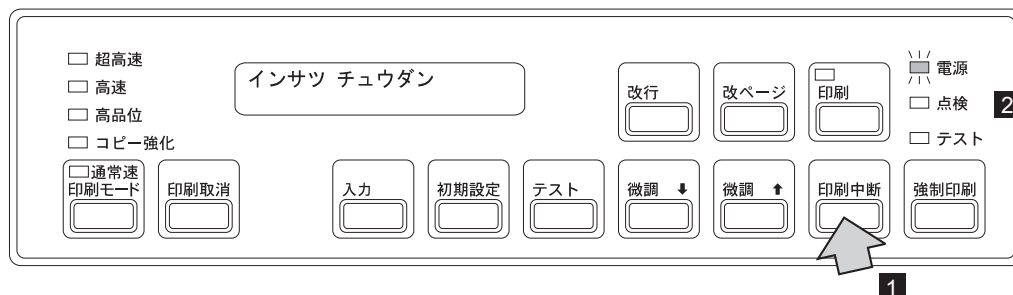 超高速
高速
高品位
コピー強化
通常速
印刷モード
印刷取消
インサツ チュウダン
改行
改ページ
印刷
電源
点検
テスト
2
入力
初期設定
テスト
微調 ⬇
微調 ⬆
印刷中断
強制印刷
1